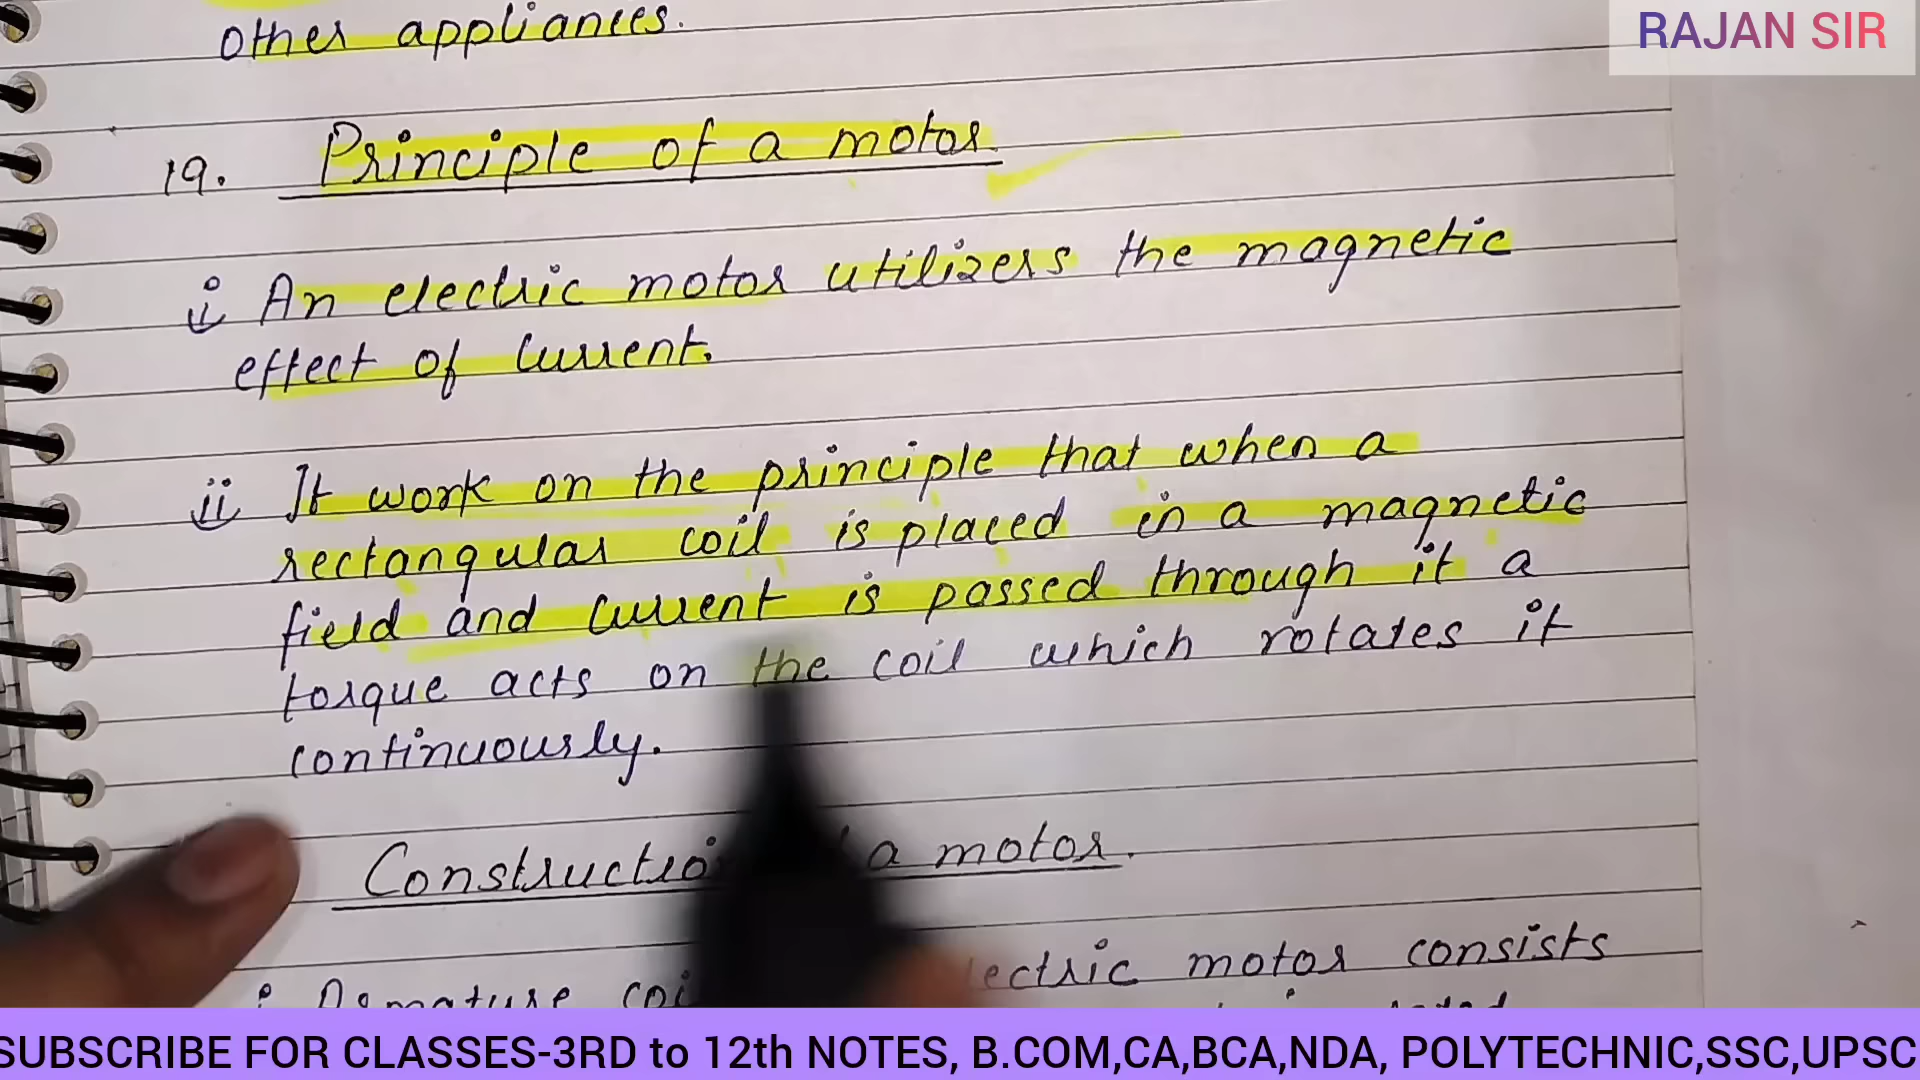 other appliances.
RAJAN SIR
19. Principle of a motor.
i An electric motor utilizers the magnetic
effect of current.
ii It work on the principle that when a
rectangular coil is placed in a magnetic
field and current is passed through it a
torque acts on the coil which rotates it
continuously.
Construction a motor.
motor consists
SUBSCRIBE FOR CLASSES-3RD to 12th NOTES, B.COM,CA,BCA,NDA, POLYTECHNIC,SSC,UPSC